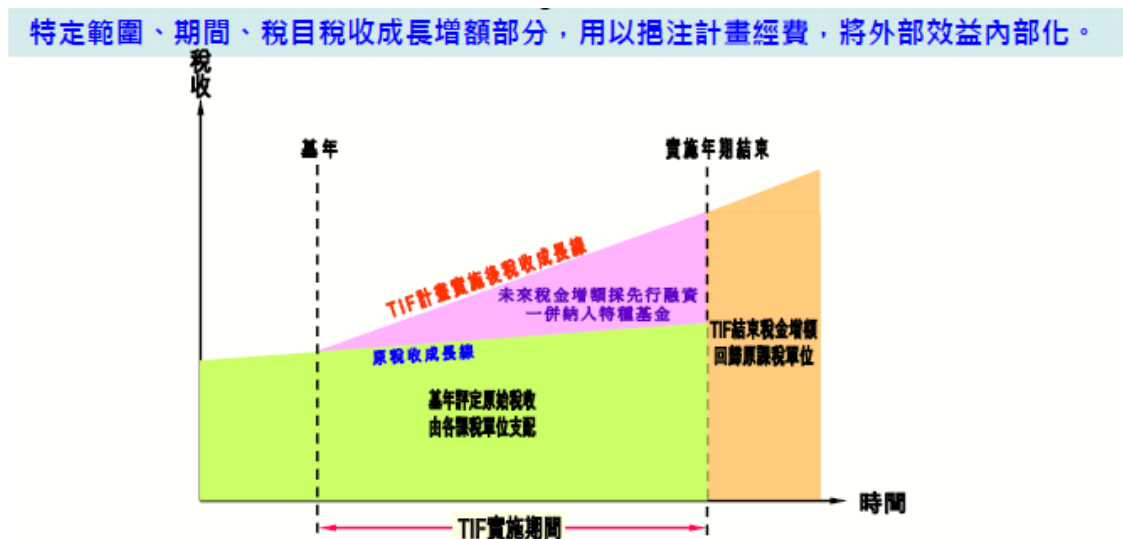 特定範圍、期間、稅目稅收成長增額部分，用以挹注計畫經費，將外部效益內部化。
稅收
基年
實施年期結束
TIF計畫實施後稅收成長線
未來稅金增額採先行融資
一併納入特種基金
原稅收成長線
TIF結束稅金增額
回歸原課稅單位
基年評定原始稅收
由各課稅單位支配
時間
TIF實施期間